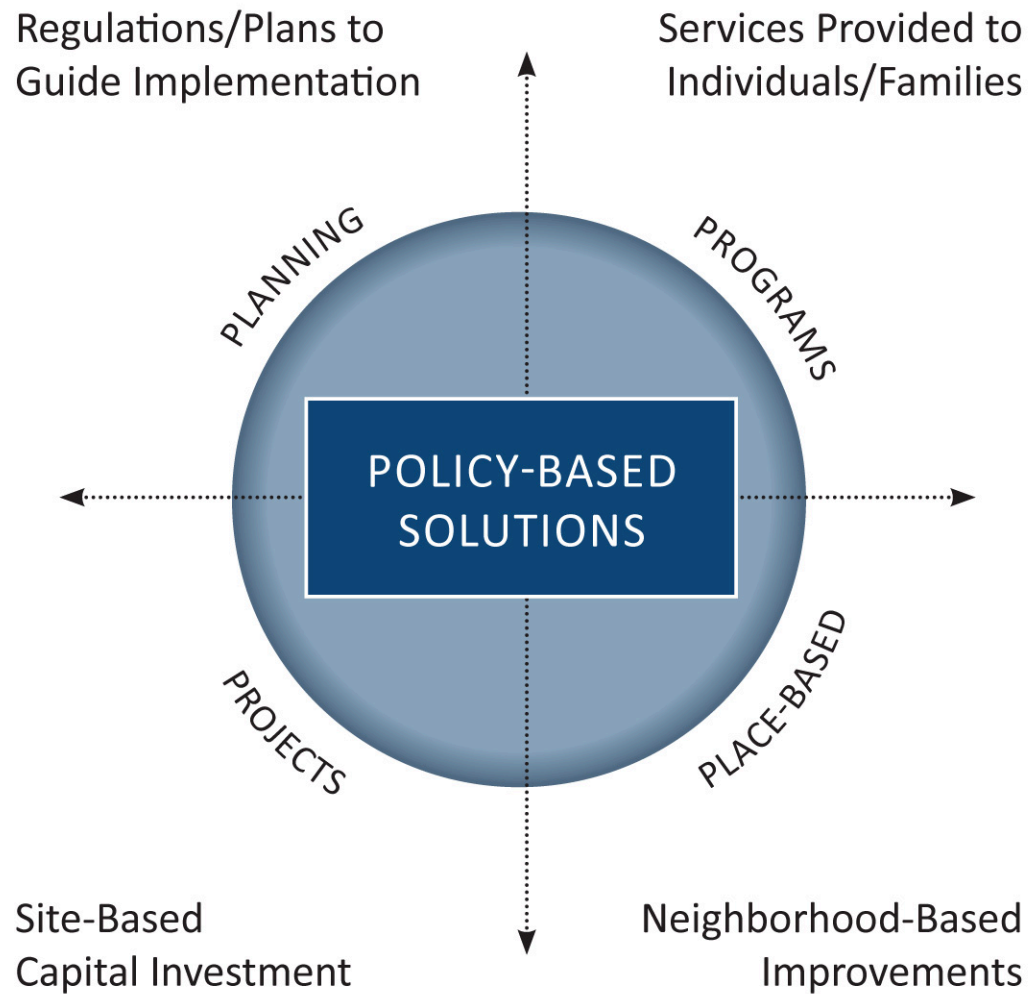 Regulations/Plans to
Guide Implementation
Services Provided to
Individuals/Families
PLANNING
PROGRAMS
POLICY-BASED
SOLUTIONS
PROJECTS
PLACE-BASED
Site-Based
Capital Investment
Neighborhood-Based
Improvements